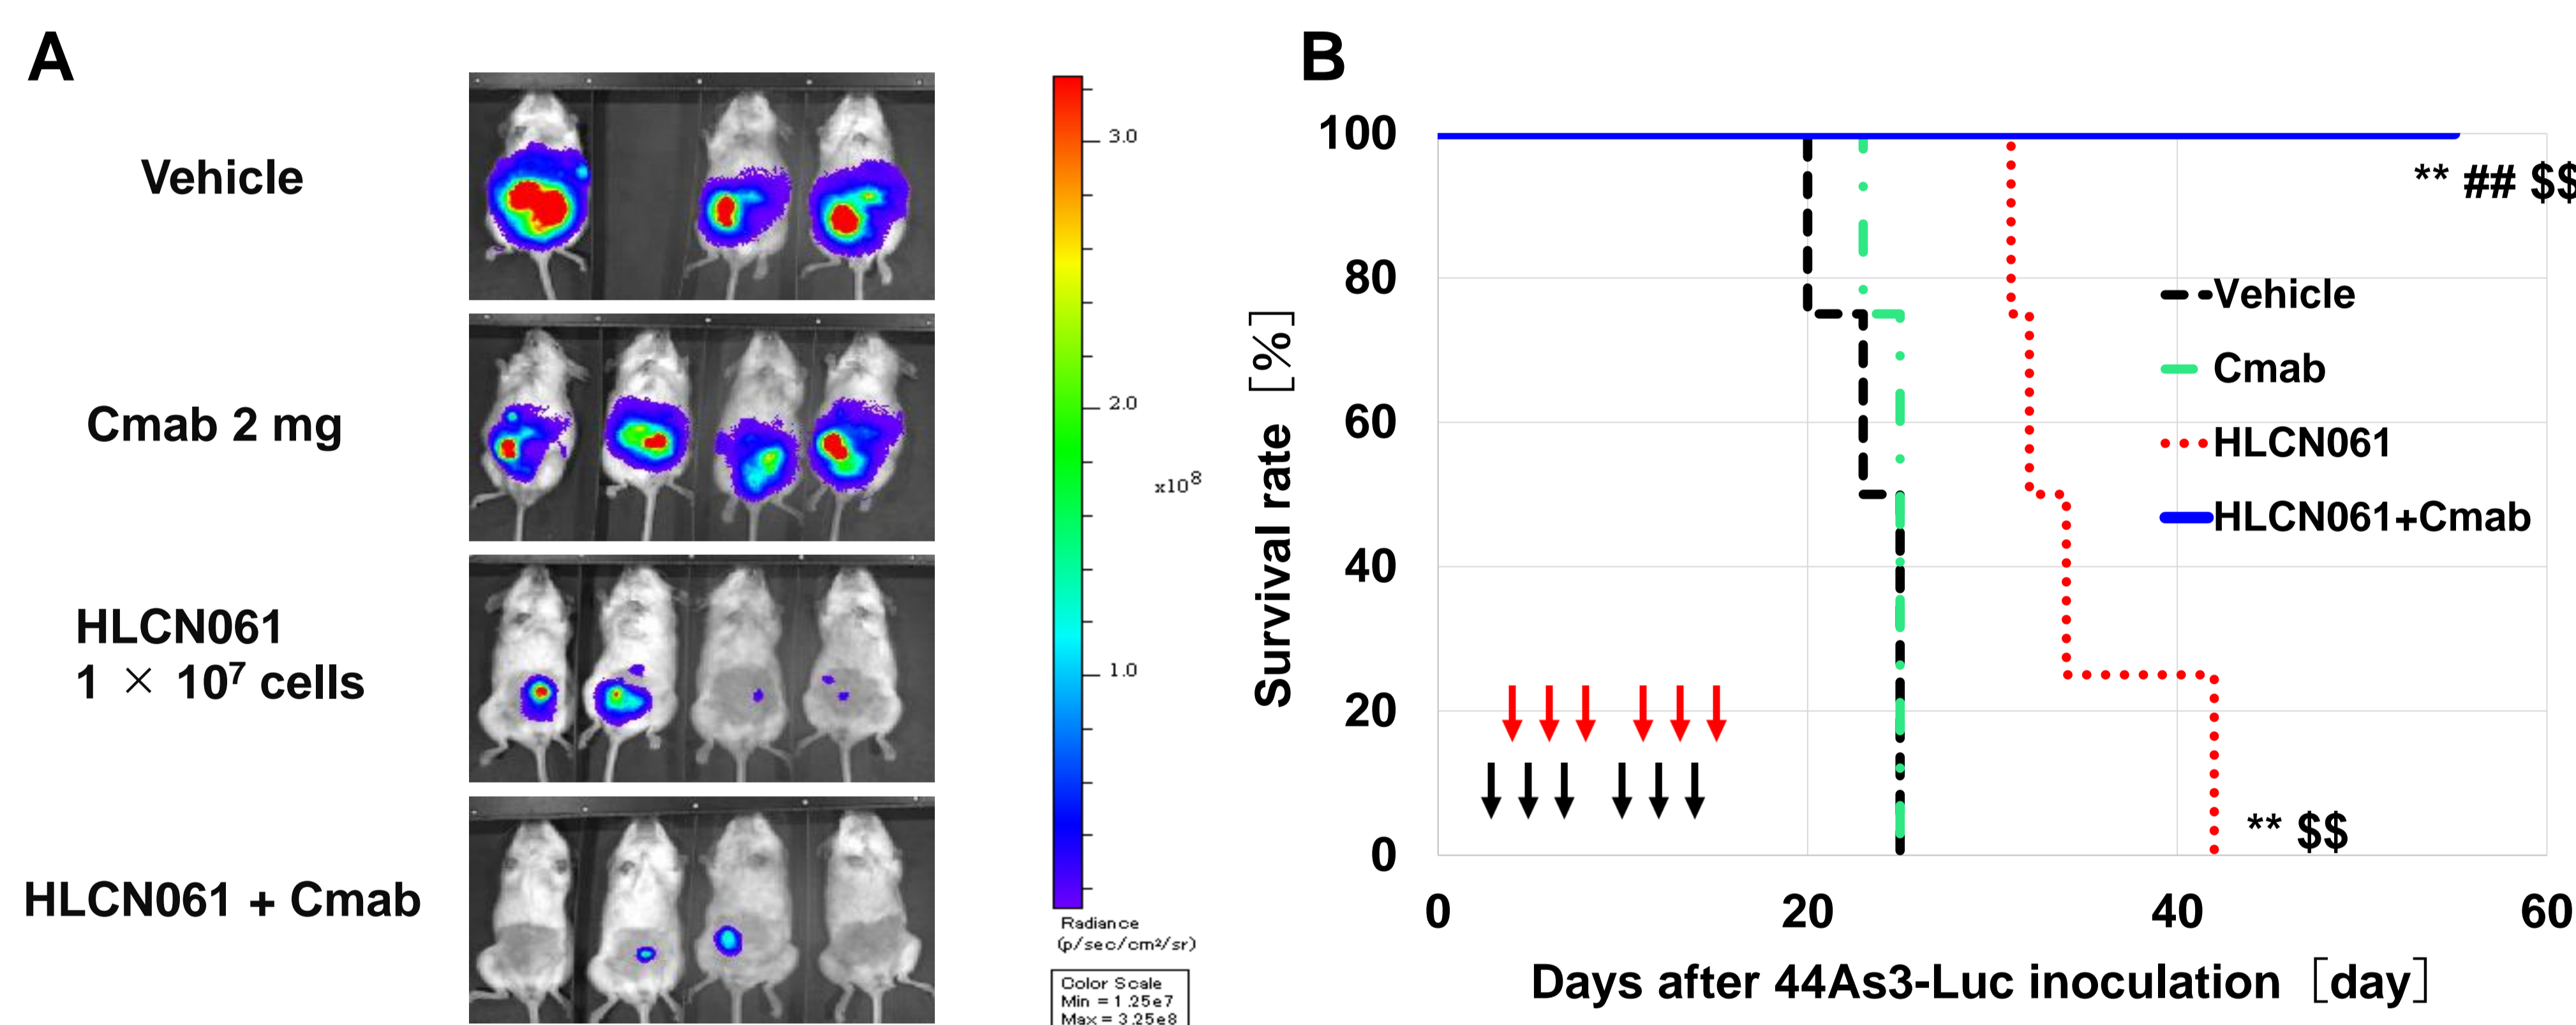 A
Vehicle
Cmab 2 mg
HLCN061
1 × 10⁷ cells
HLCN061 + Cmab
3.0
2.0
x10⁸
1.0
Radiance
(p/sec/cm²/sr)
Color Scale
Min = 1.25e7
Max = 3.25e8
B
Survival rate [%]
100
80
60
40
20
0
** ## $$
Vehicle
Cmab
HLCN061
HLCN061+Cmab
** $$
0
20
40
60
Days after 44As3-Luc inoculation [day]